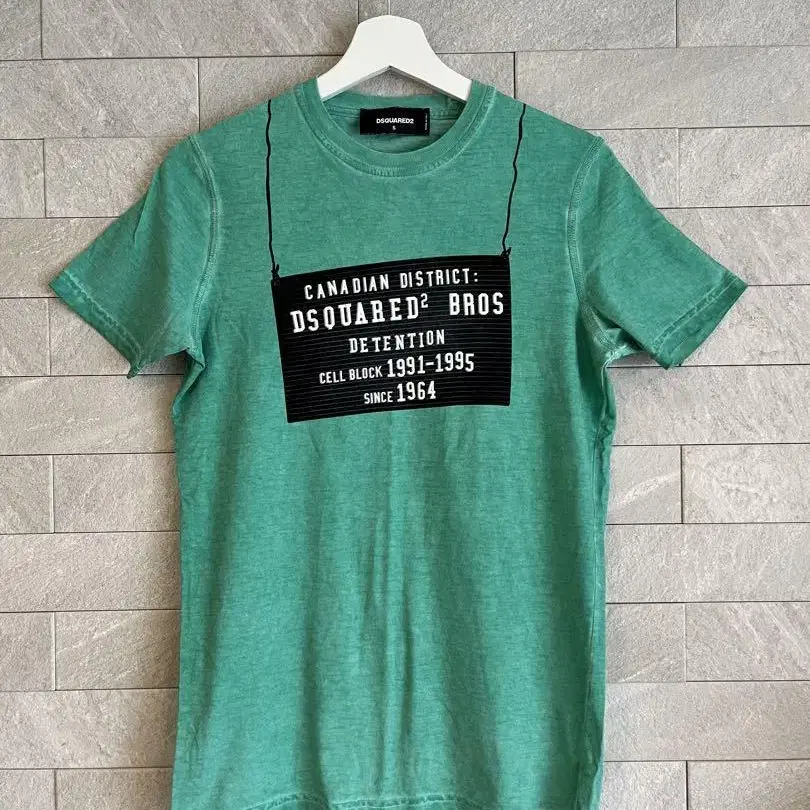 DSQUARED2
S
CANADIAN DISTRICT:
DSQUARED² BROS
DETENTION
CELL BLOCK 1991-1995
SINCE 1964